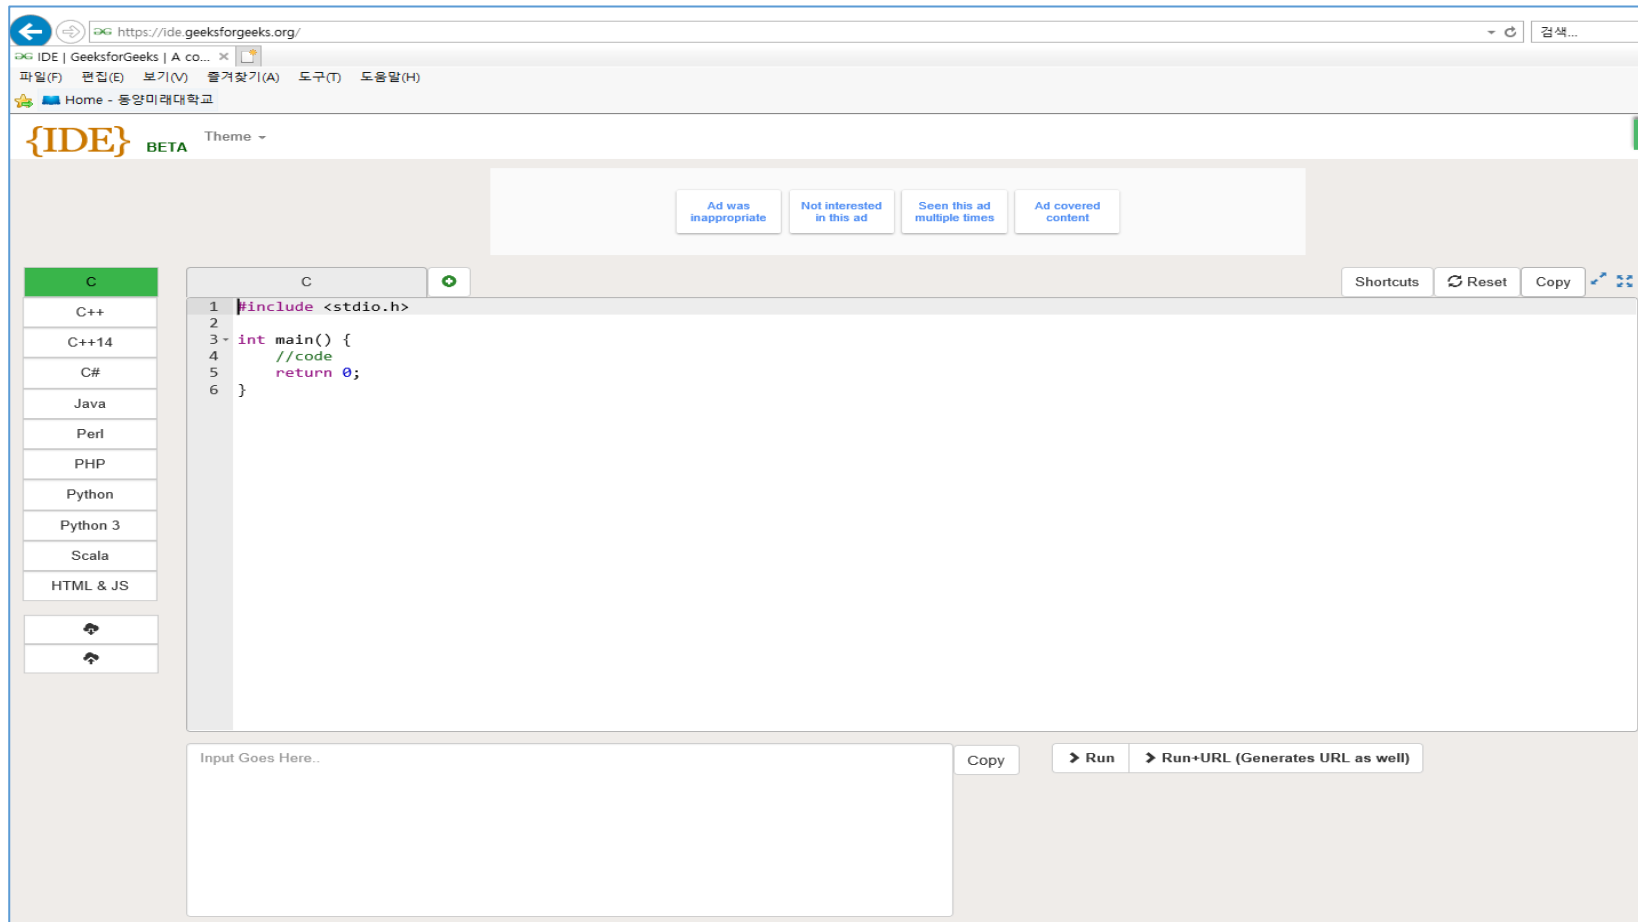 https://ide.geeksforgeeks.org/
검색...
IDE | GeeksforGeeks | A co...
파일(F) 편집(E) 보기(V) 즐겨찾기(A) 도구(T) 도움말(H)
Home - 동양미래대학교
{IDE} BETA Theme
Ad was
inappropriate
Not interested
in this ad
Seen this ad
multiple times
Ad covered
content
C
C++
C++14
C#
Java
Perl
PHP
Python
Python 3
Scala
HTML & JS
C
Shortcuts Reset Copy
1 #include <stdio.h>
2
3 int main() {
4 //code
5 return 0;
6 }
Input Goes Here..
Copy
Run
Run+URL (Generates URL as well)